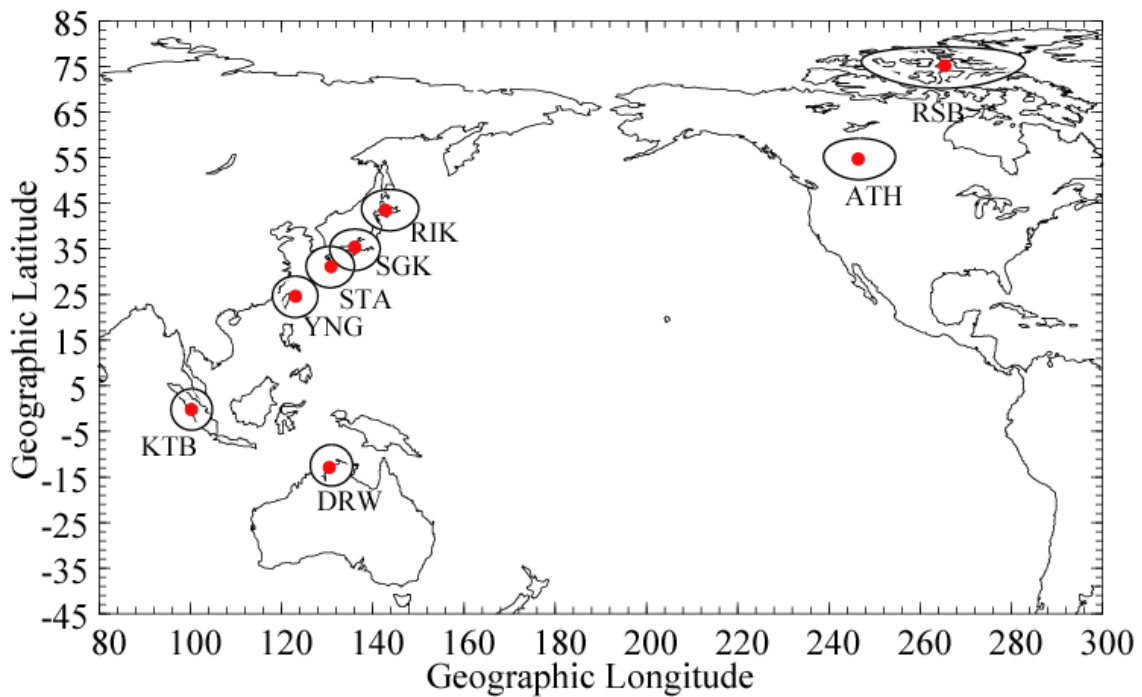 85
75
65
55
45
35
25
15
5
-5
-15
-25
-35
-45
Geographic Latitude
RSB
ATH
RIK
SGK
STA
YNG
KTB
DRW
80 100 120 140 160 180 200 220 240 260 280 300
Geographic Longitude